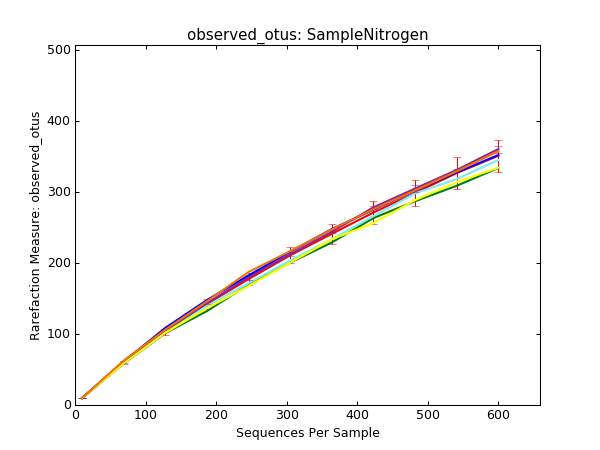 observed_otus: SampleNitrogen
500
400
300
200
100
0
Rarefaction Measure: observed_otus
0 100 200 300 400 500 600
Sequences Per Sample